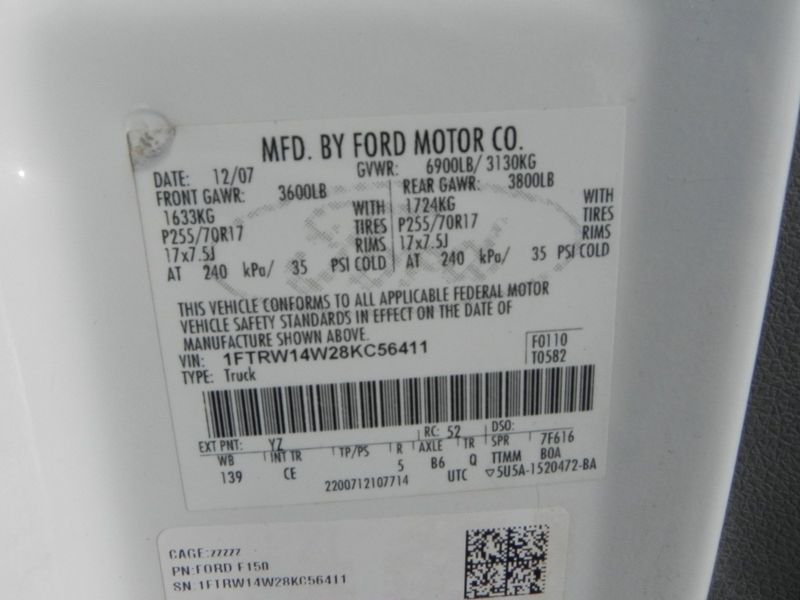 MFD. BY FORD MOTOR CO.
DATE: 12/07 GVWR: 6900LB/ 3130KG
FRONT GAWR: 3600LB REAR GAWR: 3800LB
1633KG WITH 1724KG WITH
P255/70R17 TIRES P255/70R17 TIRES
17x7.5J RIMS 17x7.5J RIMS
AT 240 kPa/ 35 PSI COLD AT 240 kPa/ 35 PSI COLD
THIS VEHICLE CONFORMS TO ALL APPLICABLE FEDERAL MOTOR
VEHICLE SAFETY STANDARDS IN EFFECT ON THE DATE OF
MANUFACTURE SHOWN ABOVE.
VIN: 1FTRW14W28KC56411 F0110
TYPE: Truck T0582
EXT PNT: YZ RC: 52 DSO:
WB INT TR TP/PS R AXLE TR SPR 7F616
139 CE 5 B6 Q TTMM BOA
2200712107714 UTC ▽5U5A-1520472-BA
CAGE:zzzzz
PN:FORD F150
SN:1FTRW14W28KC56411